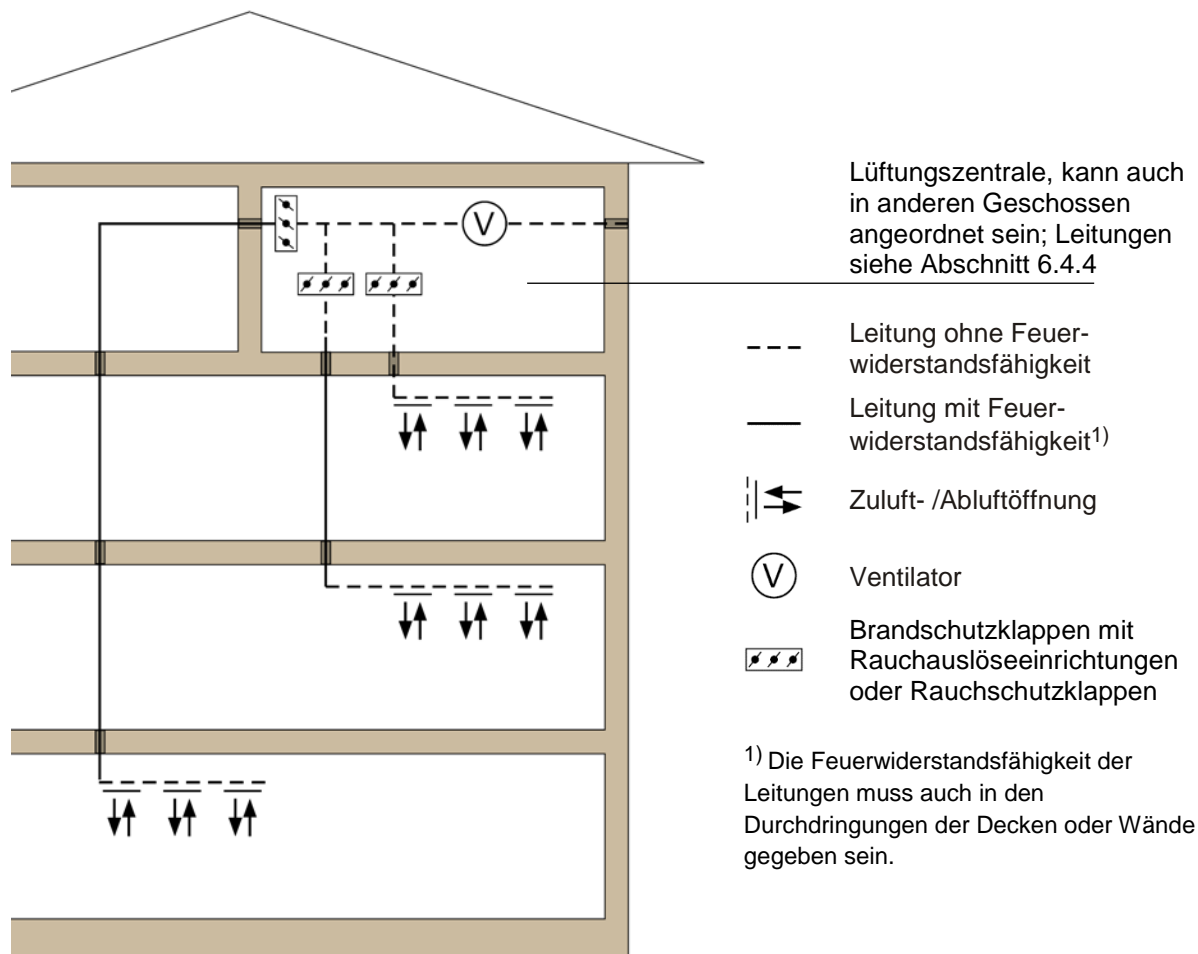 Lüftungszentrale, kann auch
in anderen Geschossen
angeordnet sein; Leitungen
siehe Abschnitt 6.4.4
V
Leitung ohne Feuer-
widerstandsfähigkeit
Leitung mit Feuer-
widerstandsfähigkeit1)
Zuluft- /Abluftöffnung
V Ventilator
Brandschutzklappen mit
Rauchauslöseeinrichtungen
oder Rauchschutzklappen
1) Die Feuerwiderstandsfähigkeit der
Leitungen muss auch in den
Durchdringungen der Decken oder Wände
gegeben sein.